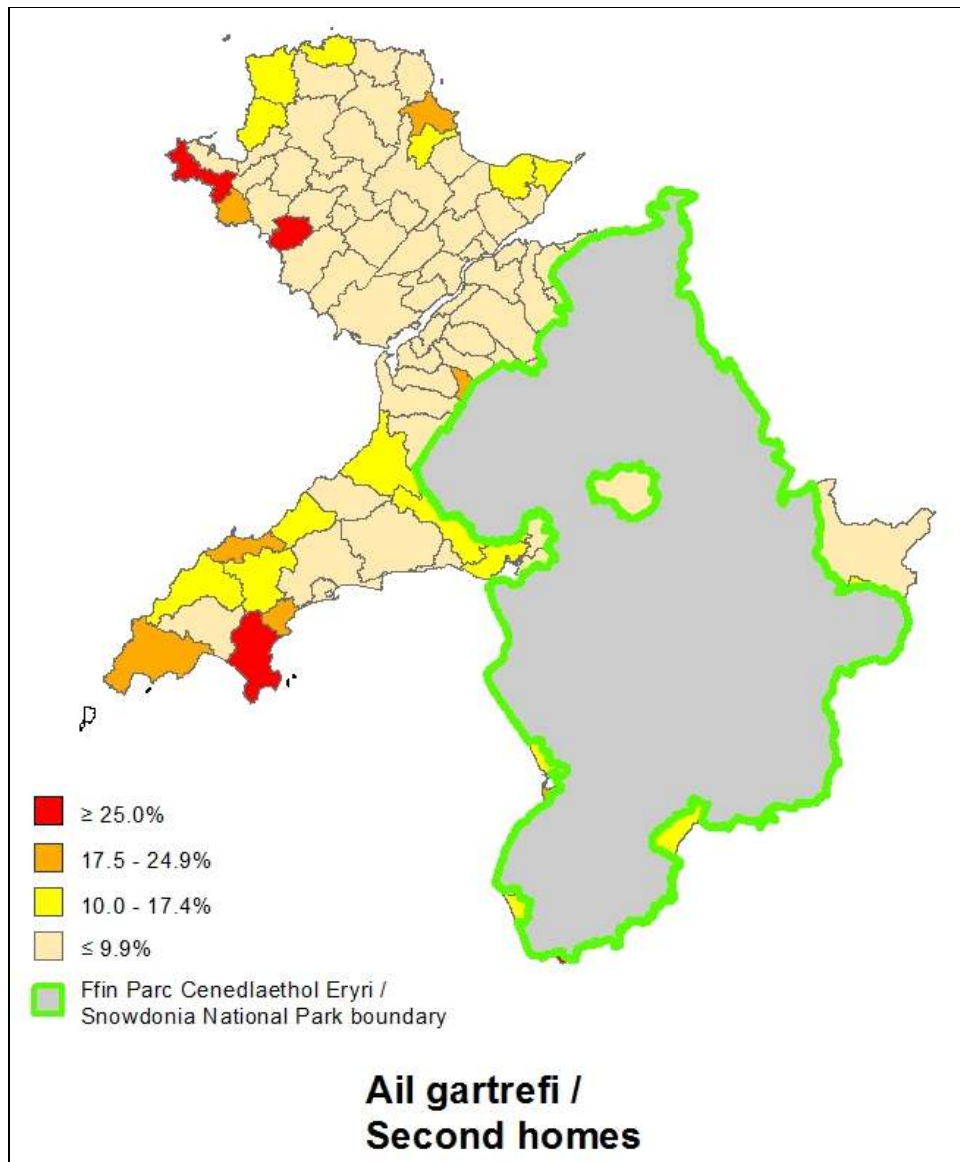 ≥ 25.0%
17.5 - 24.9%
10.0 - 17.4%
≤ 9.9%
Ffin Parc Cenedlaethol Eryri /
Snowdonia National Park boundary
Ail gartrefi /
Second homes